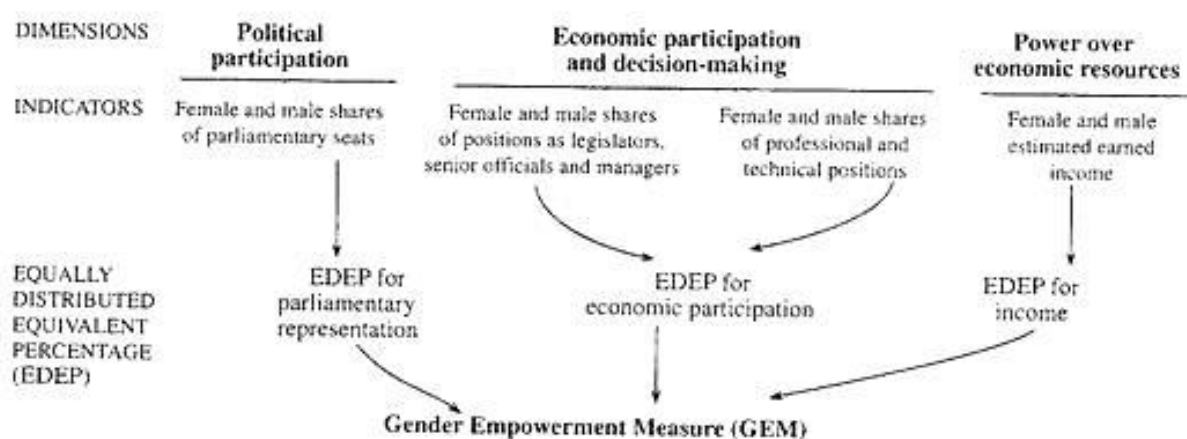 DIMENSIONS
Political
participation
Economic participation
and decision-making
Power over
economic resources
INDICATORS
Female and male shares
of parliamentary seats
Female and male shares
of positions as legislators,
senior officials and managers
Female and male shares
of professional and
technical positions
Female and male
estimated earned
income
EQUALLY
DISTRIBUTED
EQUIVALENT
PERCENTAGE
(EDEP)
EDEP for
parliamentary
representation
EDEP for
economic participation
EDEP for
income
Gender Empowerment Measure (GEM)